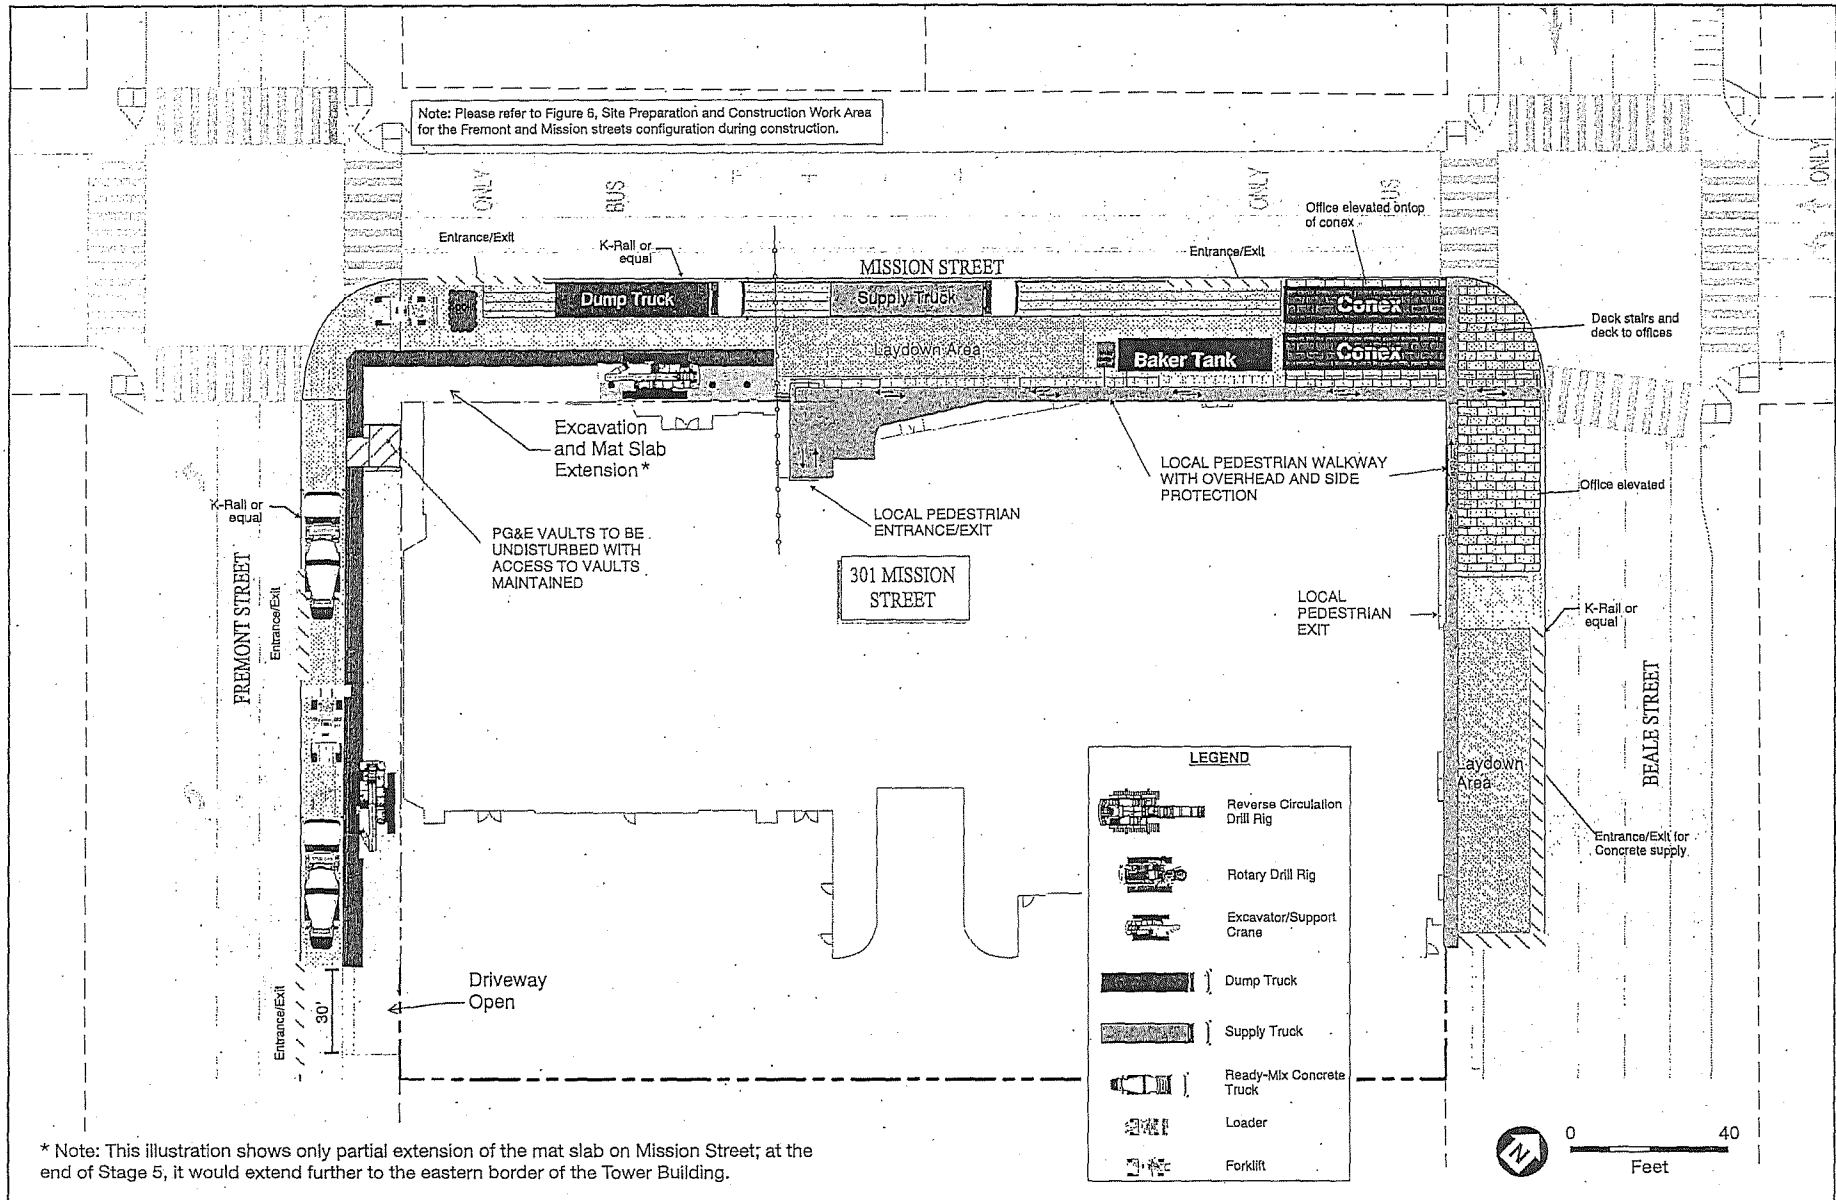 Note: Please refer to Figure 6, Site Preparation and Construction Work Area
for the Fremont and Mission streets configuration during construction.
ONLY
BUS
ONLY
US
ONLY
Office elevated ontop
of conex
Entrance/Exit
K-Rail or
equal
MISSION STREET
Entrance/Exit
Dump Truck
Supply Truck
Conex
Deck stairs and
deck to offices
Laydown Area
Baker Tank
Conex
Excavation
and Mat Slab
Extension*
LOCAL PEDESTRIAN WALKWAY
WITH OVERHEAD AND SIDE
PROTECTION
Office elevated
K-Rail or
equal
LOCAL PEDESTRIAN
ENTRANCE/EXIT
PG&E VAULTS TO BE
UNDISTURBED WITH
ACCESS TO VAULTS
MAINTAINED
301 MISSION
STREET
FREMONT STREET
Entrance/Exit
LOCAL
PEDESTRIAN
EXIT
K-Rail or
equal
BEALE STREET
Laydown
Area
Entrance/Exit for
Concrete supply
LEGEND
Reverse Circulation
Drill Rig
Rotary Drill Rig
Excavator/Support
Crane
Dump Truck
Supply Truck
Ready-Mix Concrete
Truck
Loader
Forklift
Driveway
Open
Entrance/Exit
30'
* Note: This illustration shows only partial extension of the mat slab on Mission Street; at the
end of Stage 5, it would extend further to the eastern border of the Tower Building.
N
0 40
Feet